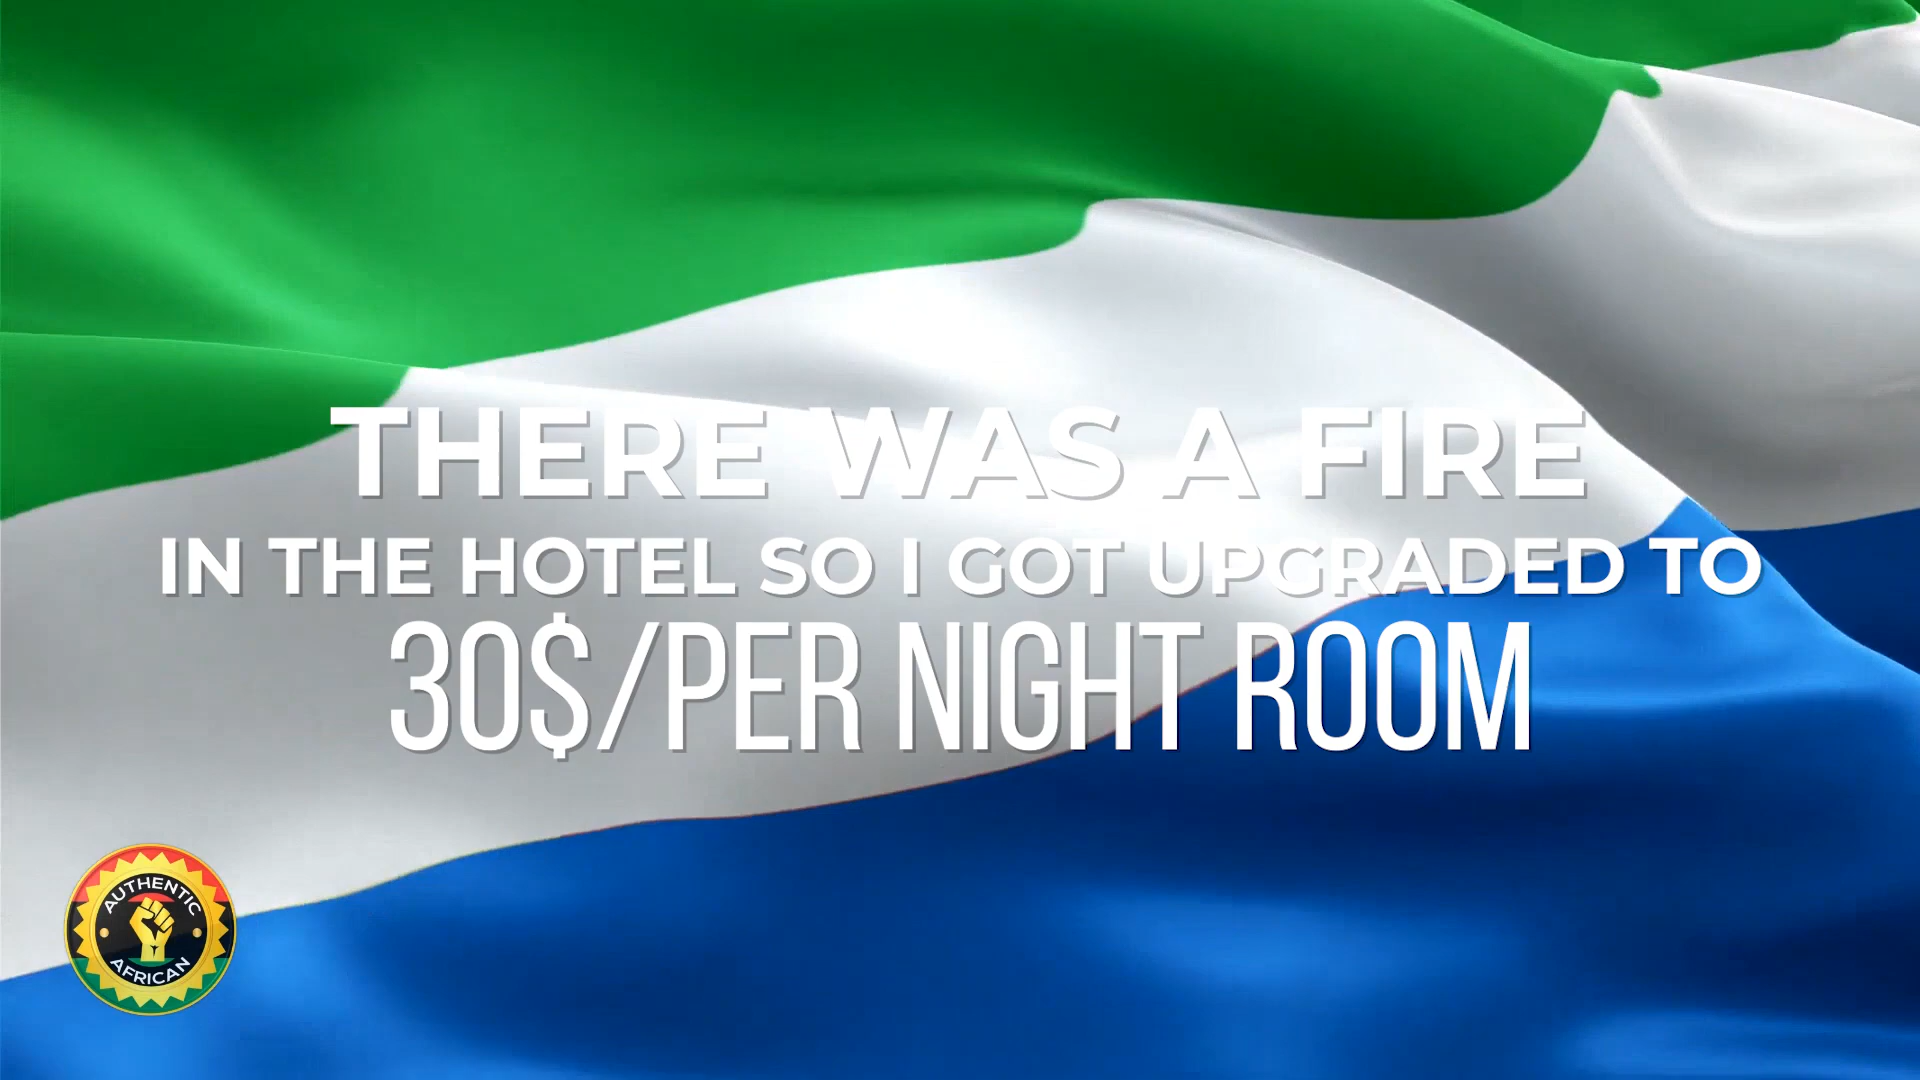 THERE WAS A FIRE
IN THE HOTEL SO I GOT UPGRADED TO
30$/PER NIGHT ROOM
AUTHENTIC
AFRICAN